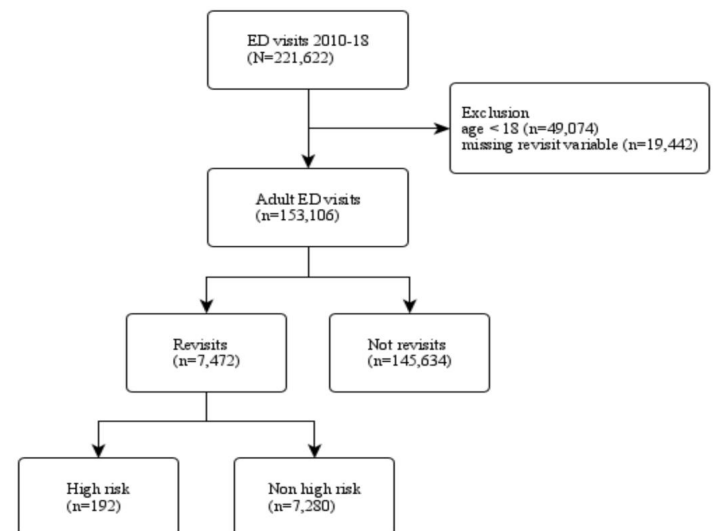 ED visits 2010-18
(N=221,622)
Exclusion
age < 18 (n=49,074)
missing revisit variable (n=19,442)
Adult ED visits
(n=153,106)
Revisits
(n=7,472)
Not revisits
(n=145,634)
High risk
(n=192)
Non high risk
(n=7,280)